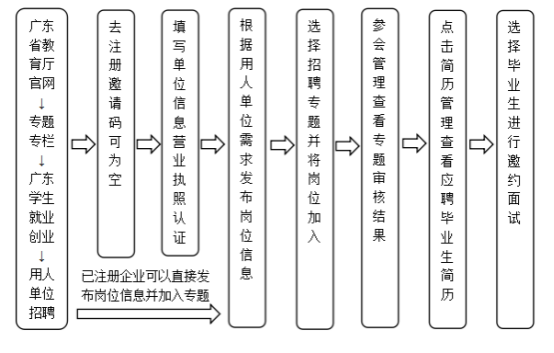 广东
省教
育厅
官网
↓
专题
专栏
↓
广东
学生
就业
创业
↓
用人
单位
招聘
去注册邀请码可为空
填写单位信息营业执照认证
根据用人单位需求发布岗位信息
选择招聘专题并将岗位加入
参会管理查看专题审核结果
点击简历管理查看应聘毕业生简历
选择毕业生进行邀约面试
已注册企业可以直接发
布岗位信息并加入专题